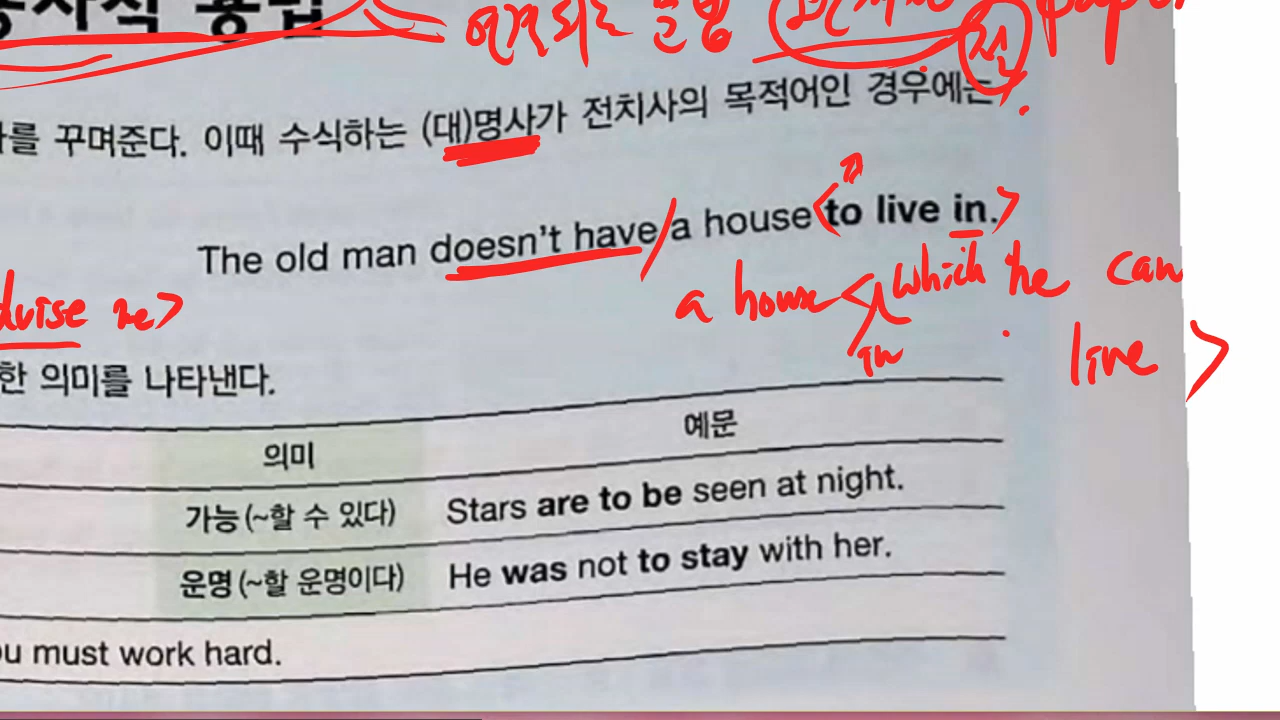 용법
연결되는 문법 전
를 꾸며준다. 이때 수식하는 (대)명사가 전치사의 목적어인 경우에는
The old man doesn't have / a house <to live in.>
a house < which he can
in live >
dvise me>
한 의미를 나타낸다.
의미 예문
가능 (~할 수 있다) Stars are to be seen at night.
운명 (~할 운명이다) He was not to stay with her.
u must work hard.